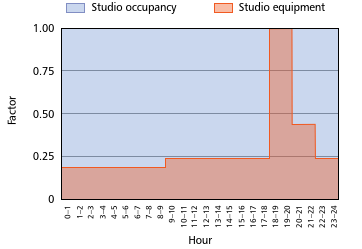 Studio occupancy Studio equipment
1.00
0.75
0.50
0.25
0
Factor
0–1 1–2 2–3 3–4 4–5 5–6 6–7 7–8 8–9 9–10 10–11 11–12 12–13 13–14 14–15 15–16 16–17 17–18 18–19 19–20 20–21 21–22 22–23 23–24
Hour